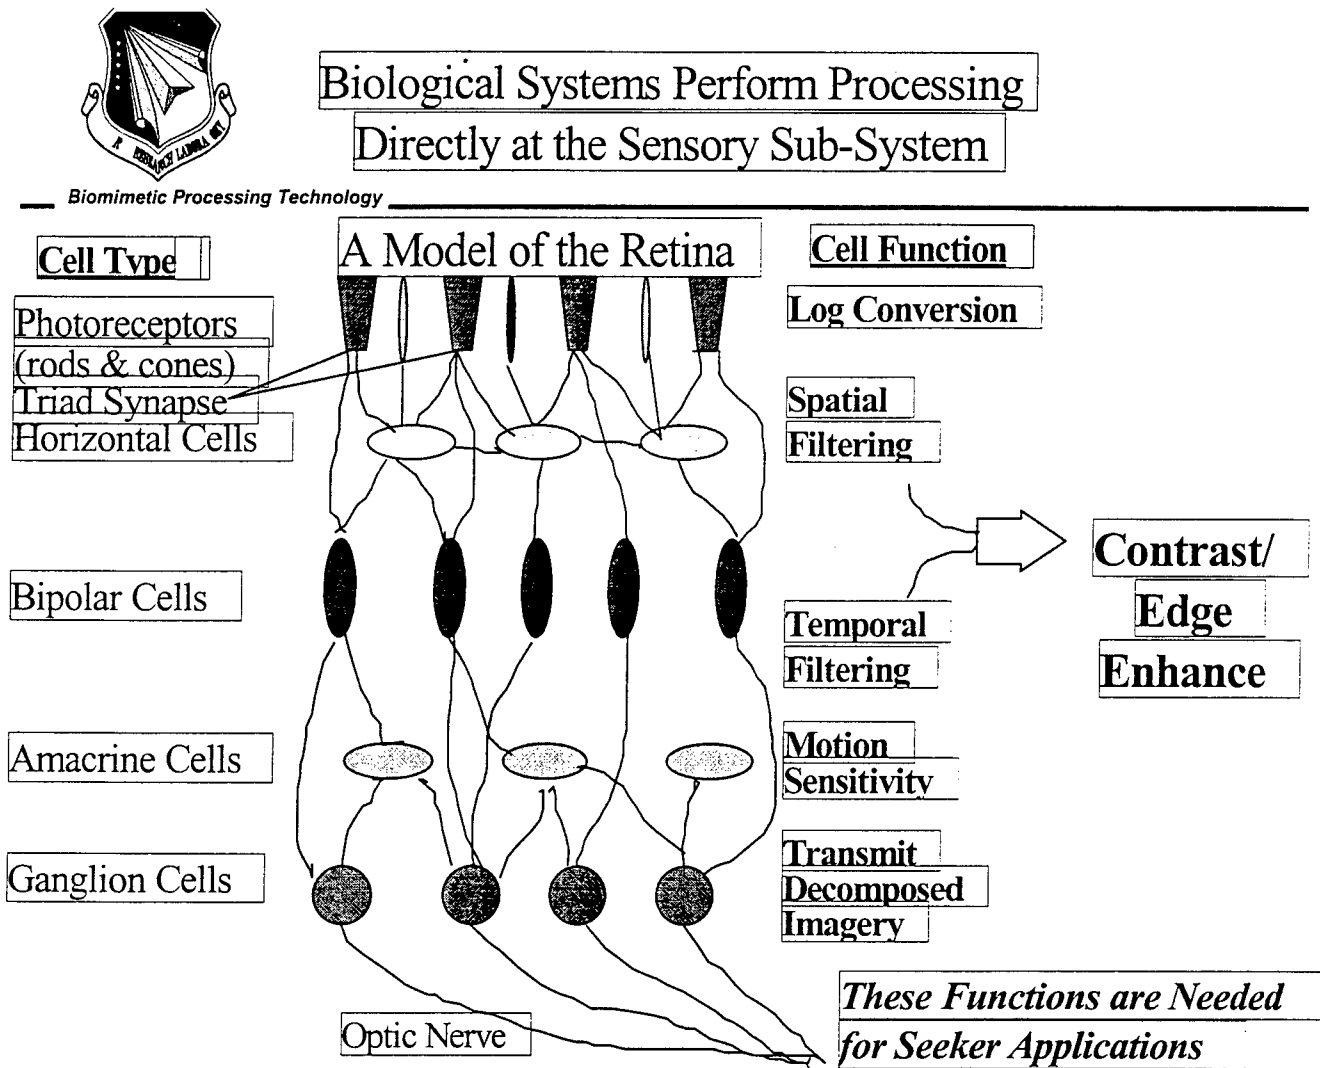 Biological Systems Perform Processing
Directly at the Sensory Sub-System
R RESEARCH LABORA
Biomimetic Processing Technology
Cell Type
A Model of the Retina
Cell Function
Photoreceptors
(rods & cones)
Triad Synapse
Horizontal Cells
Log Conversion
Spatial
Filtering
Bipolar Cells
Temporal
Filtering
Contrast/
Edge
Enhance
Amacrine Cells
Motion
Sensitivity
Ganglion Cells
Transmit
Decomposed
Imagery
Optic Nerve
These Functions are Needed
for Seeker Applications